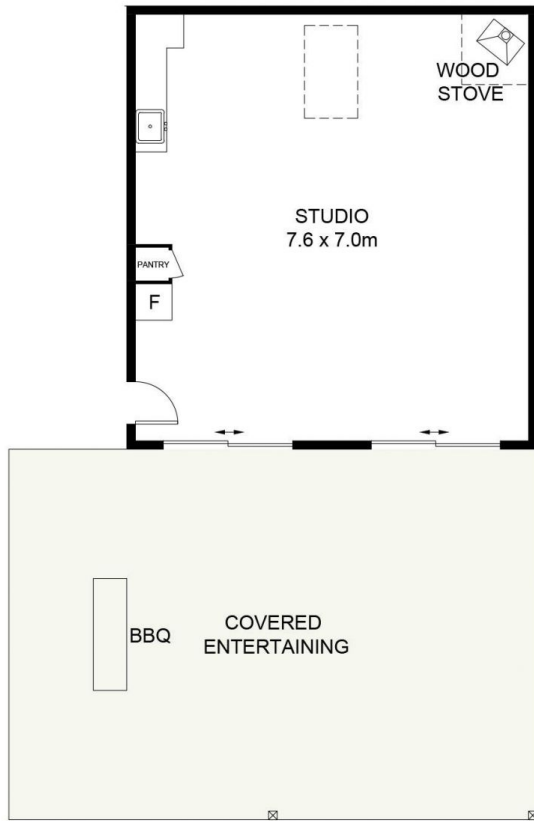 WOOD
STOVE
STUDIO
7.6 x 7.0m
PANTRY
F
BBQ
COVERED
ENTERTAINING